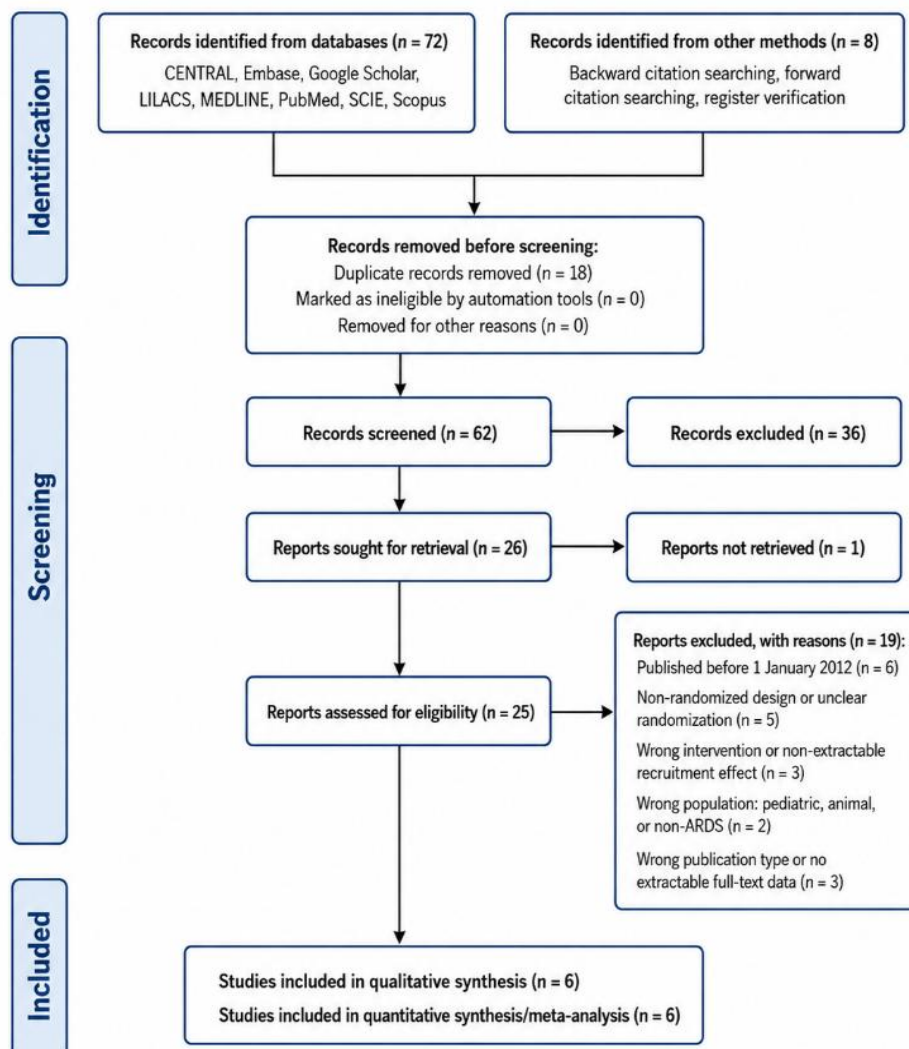 Identification
Records identified from databases (n = 72)
CENTRAL, Embase, Google Scholar,
LILACS, MEDLINE, PubMed, SCIE, Scopus
Records identified from other methods (n = 8)
Backward citation searching, forward
citation searching, register verification
Records removed before screening:
Duplicate records removed (n = 18)
Marked as ineligible by automation tools (n = 0)
Removed for other reasons (n = 0)
Screening
Records screened (n = 62)
Records excluded (n = 36)
Reports sought for retrieval (n = 26)
Reports not retrieved (n = 1)
Reports assessed for eligibility (n = 25)
Reports excluded, with reasons (n = 19):
Published before 1 January 2012 (n = 6)
Non-randomized design or unclear
randomization (n = 5)
Wrong intervention or non-extractable
recruitment effect (n = 3)
Wrong population: pediatric, animal,
or non-ARDS (n = 2)
Wrong publication type or no
extractable full-text data (n = 3)
Included
Studies included in qualitative synthesis (n = 6)
Studies included in quantitative synthesis/meta-analysis (n = 6)